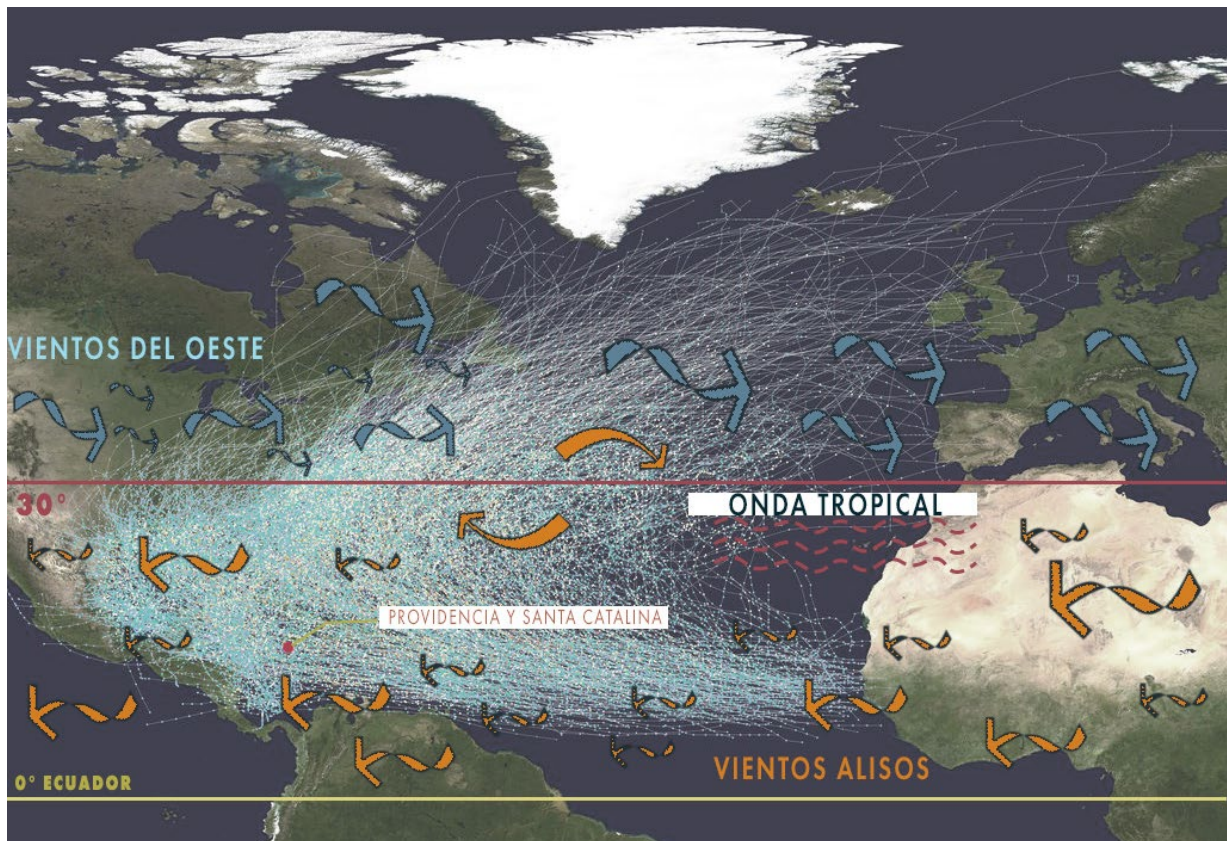 VIENTOS DEL OESTE
30°
ONDA TROPICAL
PROVIDENCIA Y SANTA CATALINA
VIENTOS ALISOS
0° ECUADOR